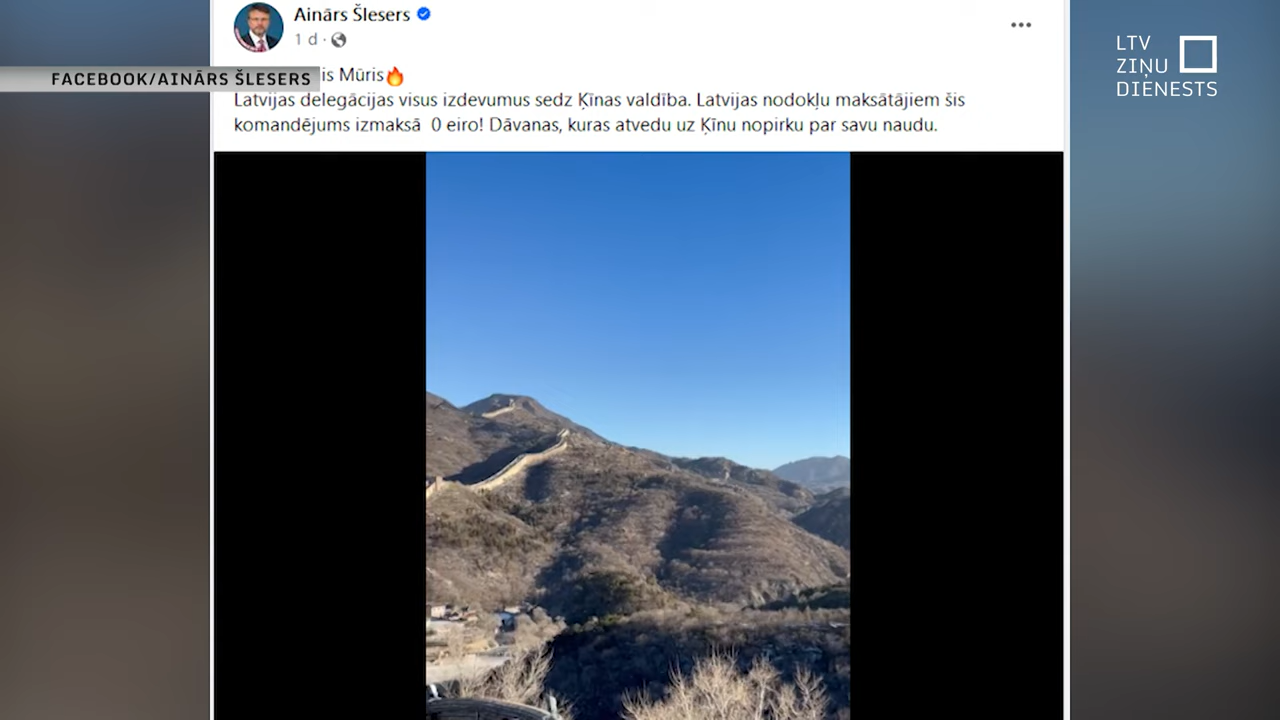 Ainārs Šlesers
1 d ·
is Mūris🔥
Latvijas delegācijas visus izdevumus sedz Ķīnas valdība. Latvijas nodokļu maksātājiem šis
komandējums izmaksā 0 eiro! Dāvanas, kuras atvedu uz Ķīnu nopirku par savu naudu.
FACEBOOK/AINĀRS ŠLESERS
LTV
ZIŅU
DIENESTS